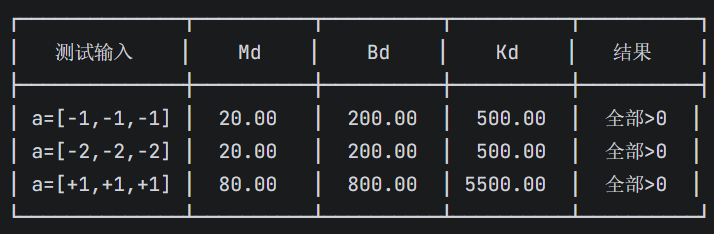 测试输入 Md Bd Kd 结果
a=[-1,-1,-1] 20.00 200.00 500.00 全部>0
a=[-2,-2,-2] 20.00 200.00 500.00 全部>0
a=[+1,+1,+1] 80.00 800.00 5500.00 全部>0